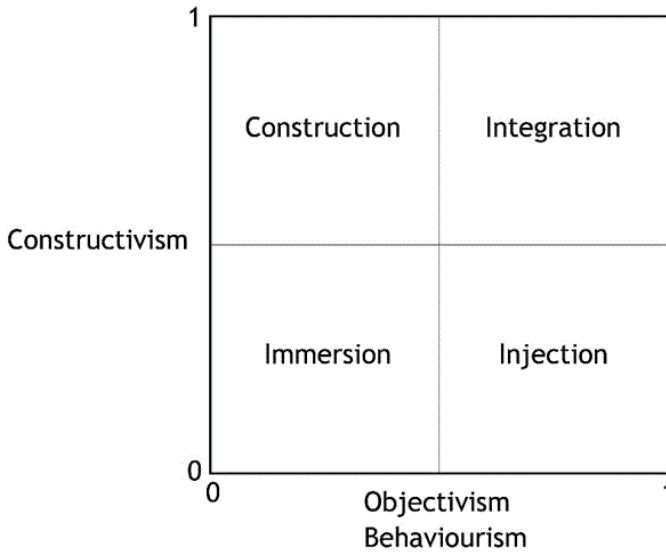 1
Construction Integration
Constructivism
Immersion Injection
0
0
Objectivism
Behaviourism